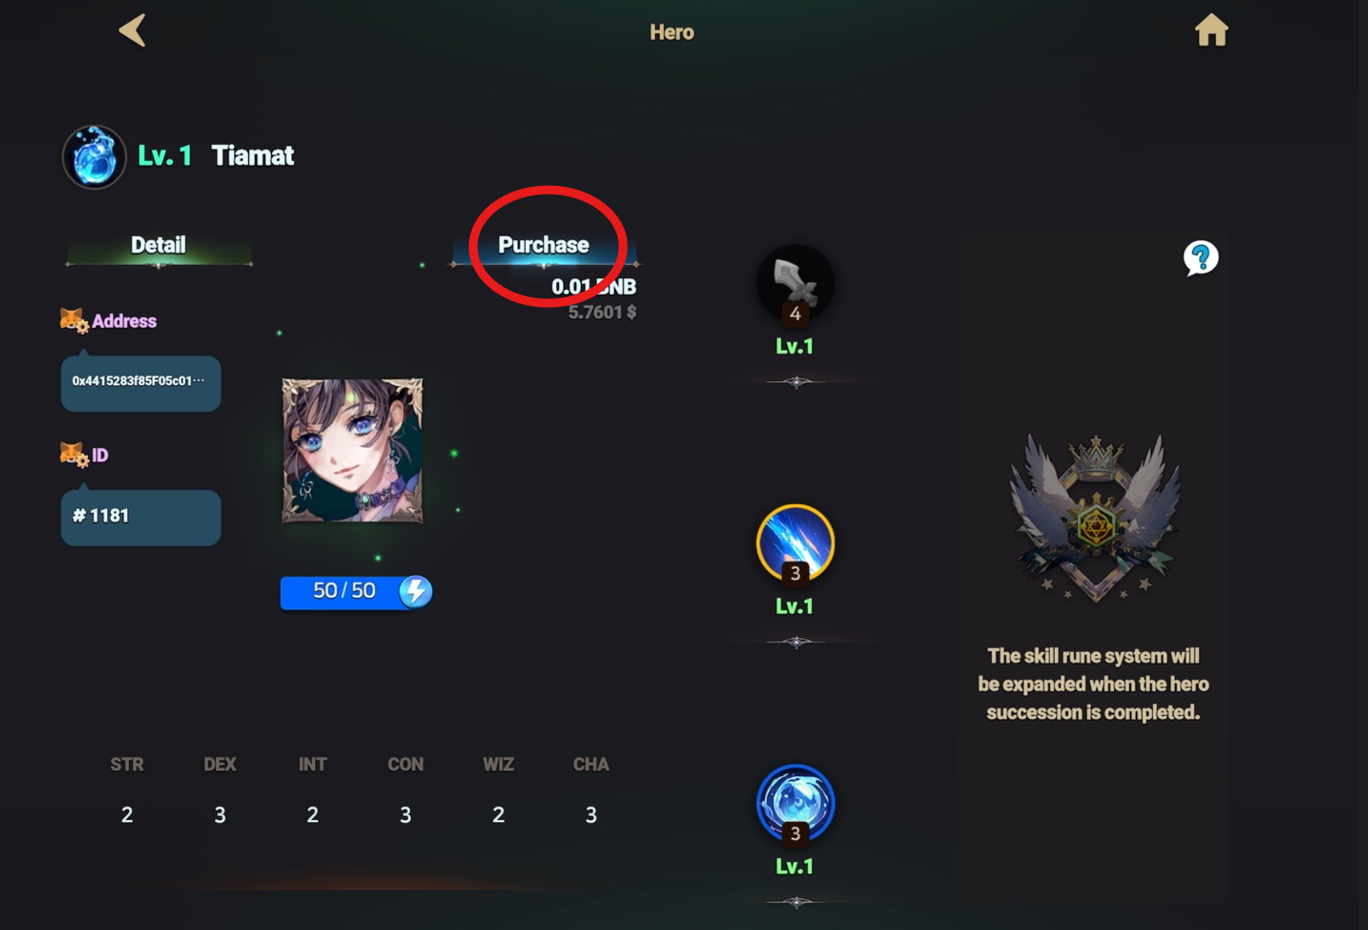 Hero
Lv. 1 Tiamat
Detail
Purchase
0.01 BNB
5.7601 $
Address
0x4415283f85F05c01···
ID
# 1181
50 / 50
STR DEX INT CON WIZ CHA
2 3 2 3 2 3
4
Lv.1
3
Lv.1
3
Lv.1
?
The skill rune system will
be expanded when the hero
succession is completed.